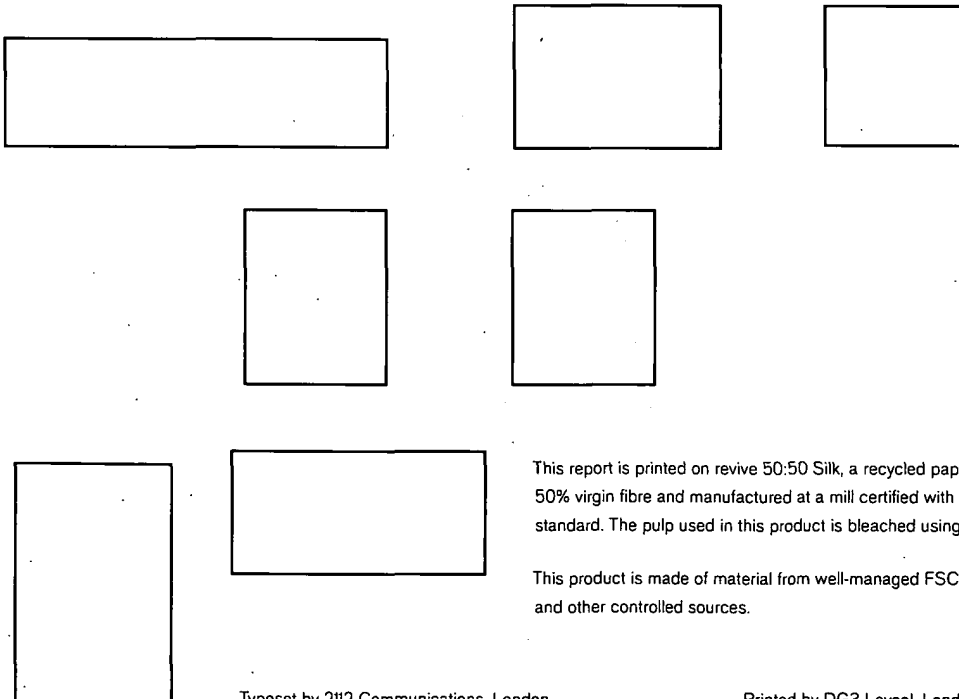 This report is printed on revive 50:50 Silk, a recycled pap
50% virgin fibre and manufactured at a mill certified with
standard. The pulp used in this product is bleached using
This product is made of material from well-managed FSC
and other controlled sources.
Typeset by 2112 Communications, London
Printed by DG3 Leycol, Lond